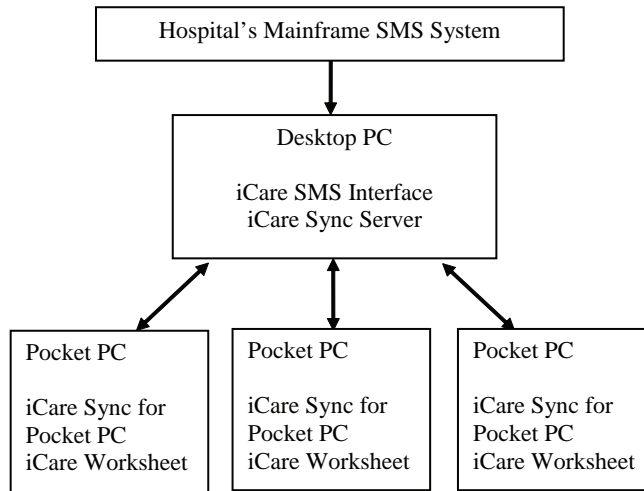 Hospital’s Mainframe SMS System
Desktop PC
iCare SMS Interface
iCare Sync Server
Pocket PC
iCare Sync for
Pocket PC
iCare Worksheet
Pocket PC
iCare Sync for
Pocket PC
iCare Worksheet
Pocket PC
iCare Sync for
Pocket PC
iCare Worksheet